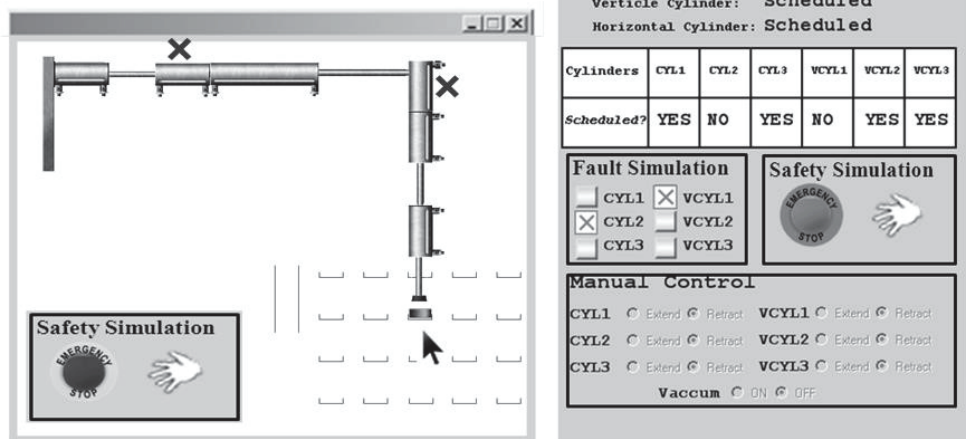 Safety Simulation
EMERGENCY
STOP
Verticle Cylinder: Scheduled
Horizontal Cylinder: Scheduled
Cylinders CYL1 CYL2 CYL3 VCYL1 VCYL2 VCYL3
Scheduled? YES NO YES NO YES YES
Fault Simulation
CYL1 VCYL1
CYL2 VCYL2
CYL3 VCYL3
Safety Simulation
EMERGENCY
STOP
Manual Control
CYL1 Extend Retract VCYL1 Extend Retract
CYL2 Extend Retract VCYL2 Extend Retract
CYL3 Extend Retract VCYL3 Extend Retract
Vaccum ON OFF